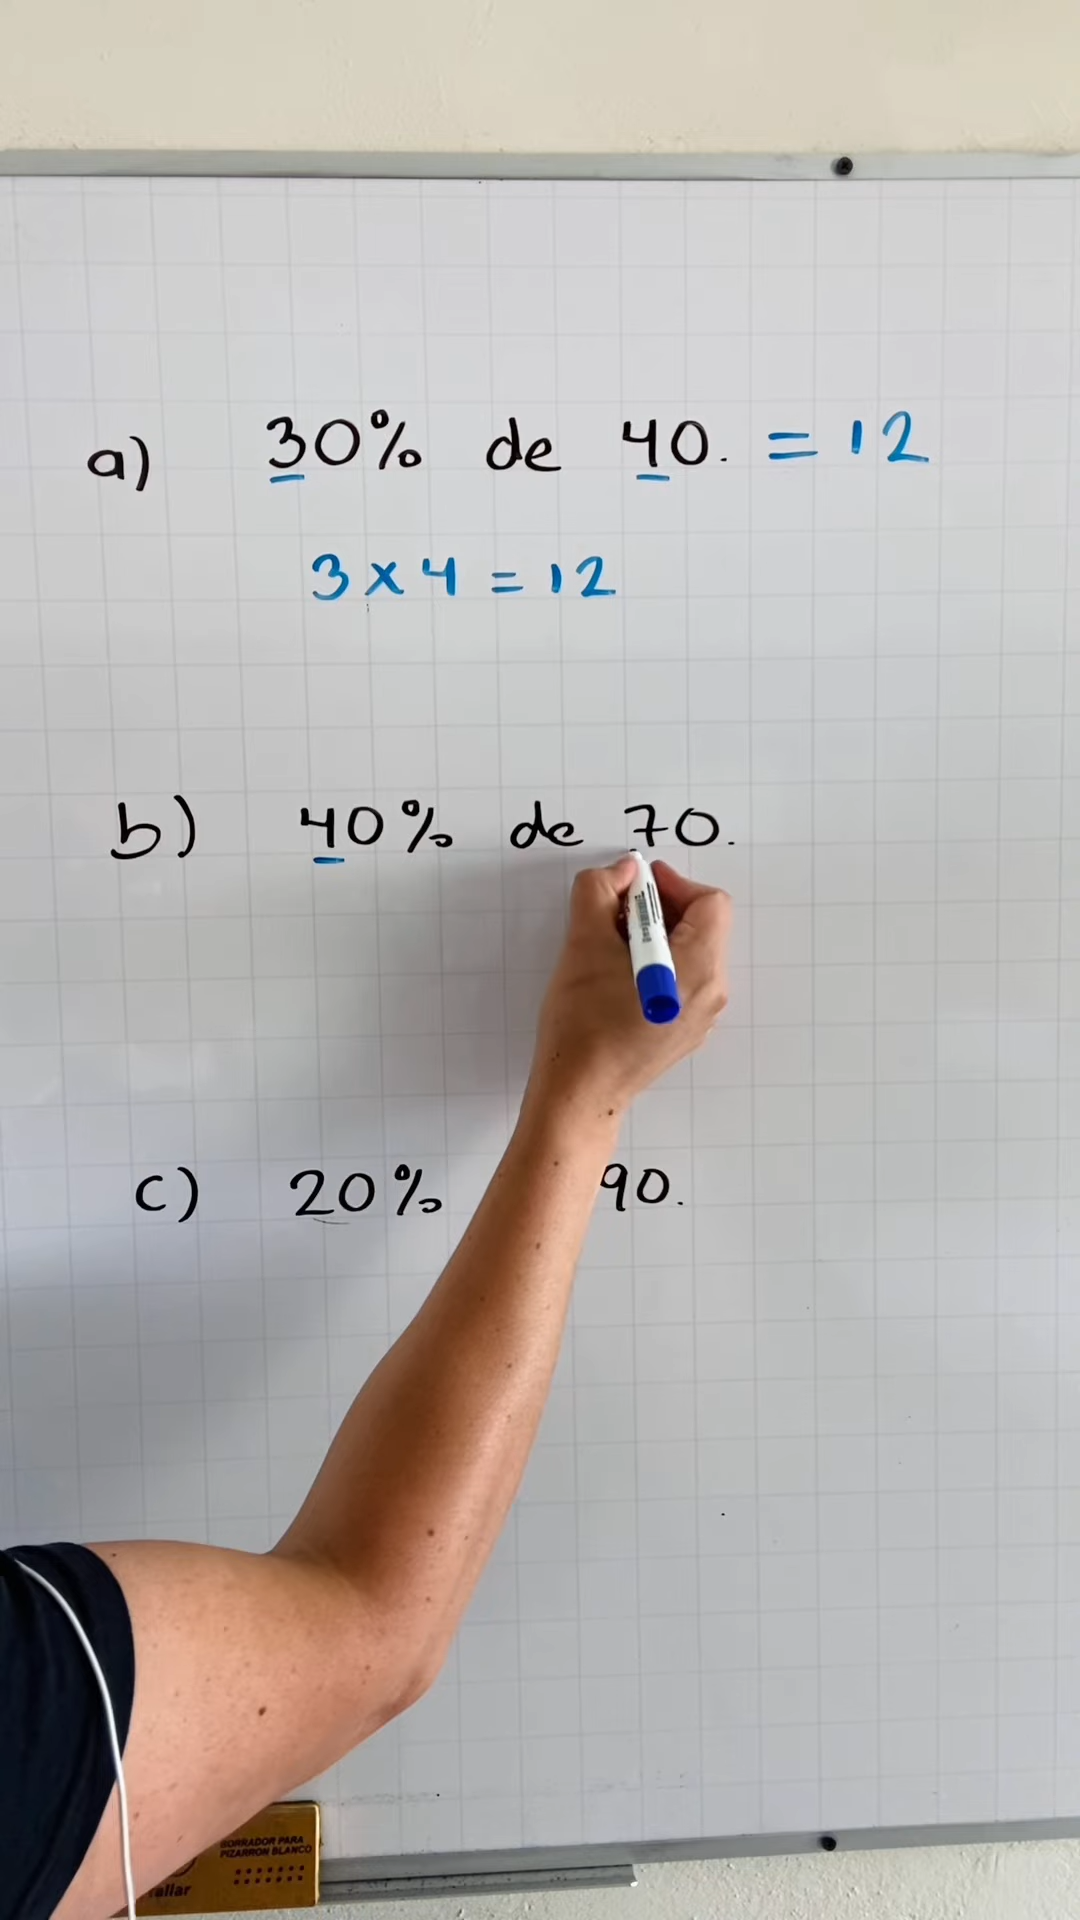 a) 30% de 40. = 12
3 x 4 = 12
b) 40% de 70.
c) 20% 90.
BORRADOR PARA
PIZARRON BLANCO